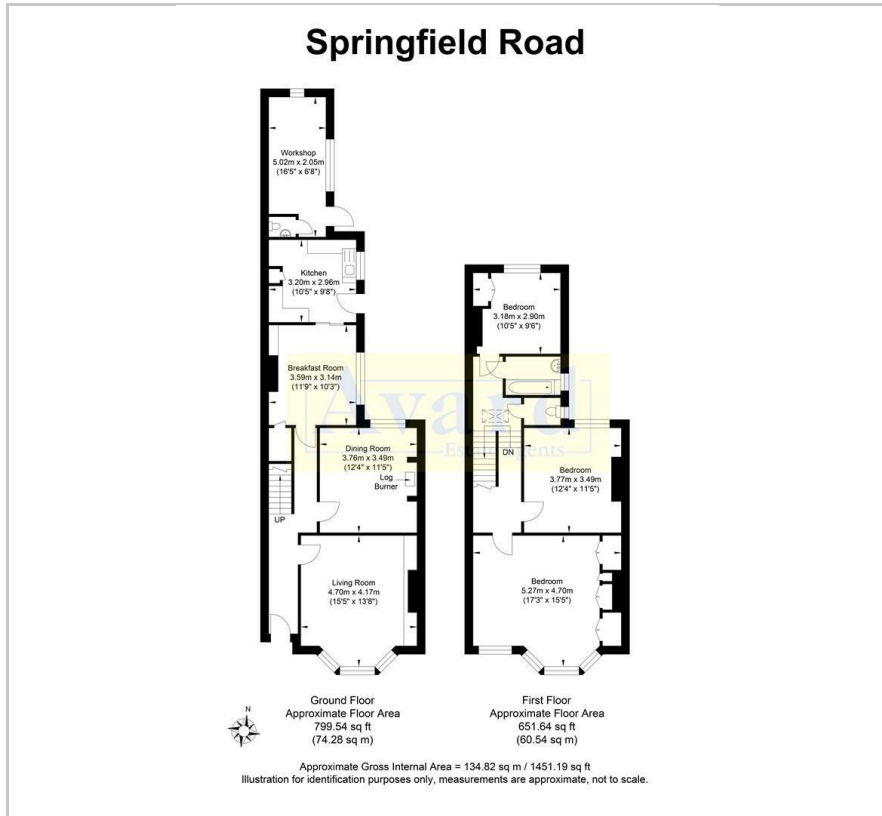 Springfield Road
Workshop
5.02m x 2.05m
(16'5" x 6'8")
Kitchen
3.20m x 2.96m
(10'5" x 9'8")
Breakfast Room
3.59m x 3.14m
(11'9" x 10'3")
Dining Room
3.76m x 3.49m
(12'4" x 11'5")
Log
Burner
UP
Living Room
4.70m x 4.17m
(15'5" x 13'8")
Bedroom
3.18m x 2.90m
(10'5" x 9'6")
DN
Bedroom
3.77m x 3.49m
(12'4" x 11'5")
Bedroom
5.27m x 4.70m
(17'3" x 15'5")
Avard
Estate Agents
N
Ground Floor
Approximate Floor Area
799.54 sq ft
(74.28 sq m)
First Floor
Approximate Floor Area
651.64 sq ft
(60.54 sq m)
Approximate Gross Internal Area = 134.82 sq m / 1451.19 sq ft
Illustration for identification purposes only, measurements are approximate, not to scale.